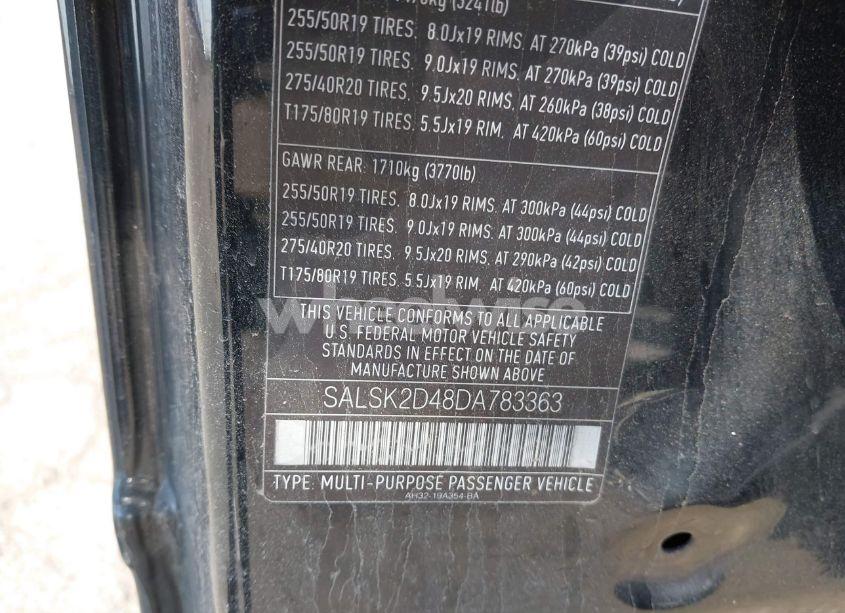 (3241lb)
255/50R19 TIRES. 8.0Jx19 RIMS. AT 270kPa (39psi) COLD
255/50R19 TIRES. 9.0Jx19 RIMS. AT 270kPa (39psi) COLD
275/40R20 TIRES. 9.5Jx20 RIMS. AT 260kPa (38psi) COLD
T175/80R19 TIRES. 5.5Jx19 RIM. AT 420kPa (60psi) COLD
GAWR REAR: 1710kg (3770lb)
255/50R19 TIRES. 8.0Jx19 RIMS. AT 300kPa (44psi) COLD
255/50R19 TIRES. 9.0Jx19 RIMS. AT 300kPa (44psi) COLD
275/40R20 TIRES. 9.5Jx20 RIMS. AT 290kPa (42psi) COLD
T175/80R19 TIRES. 5.5Jx19 RIM. AT 420kPa (60psi) COLD
wheelwise
THIS VEHICLE CONFORMS TO ALL APPLICABLE
U.S. FEDERAL MOTOR VEHICLE SAFETY
STANDARDS IN EFFECT ON THE DATE OF
MANUFACTURE SHOWN ABOVE
SALSK2D48DA783363
TYPE: MULTI-PURPOSE PASSENGER VEHICLE
AH32-19A354-BA